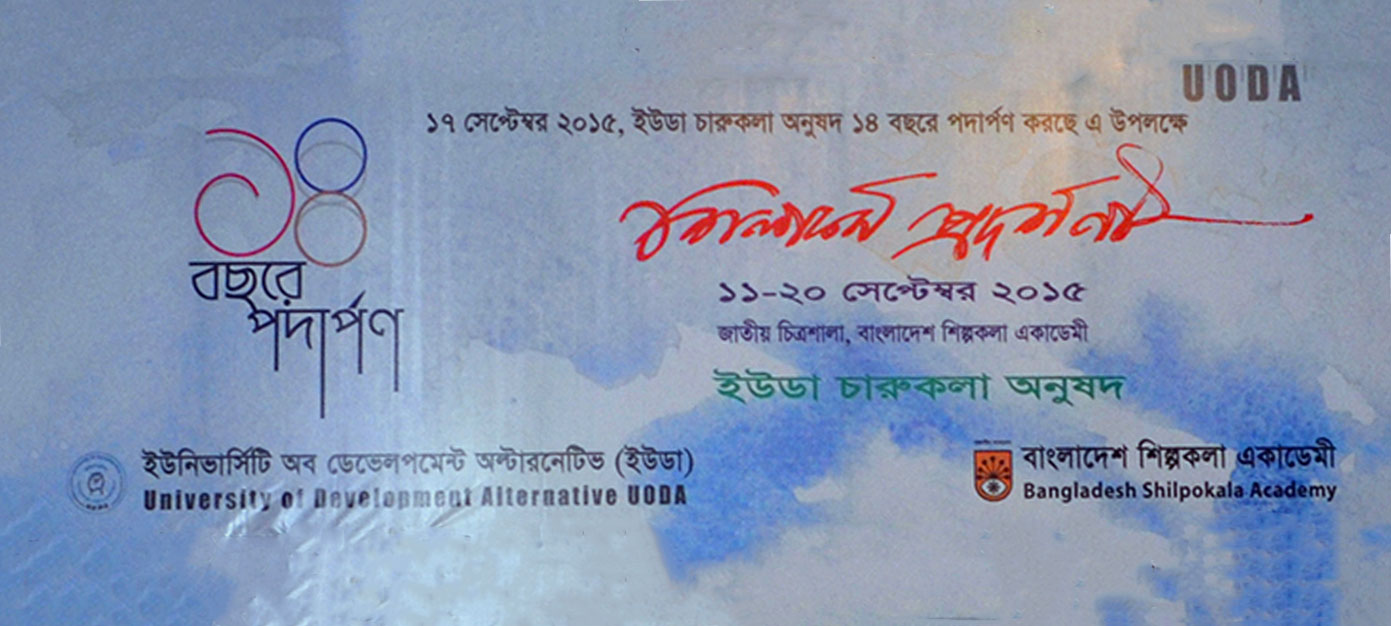 UODA
১৭ সেপ্টেম্বর ২০১৫, ইউডা চারুকলা অনুষদ ১৪ বছরে পদার্পণ করছে এ উপলক্ষে
১৪
বছরে
পদার্পণ
প্রদর্শনী
১১-২০ সেপ্টেম্বর ২০১৫
জাতীয় চিত্রশালা, বাংলাদেশ শিল্পকলা একাডেমী
ইউডা চারুকলা অনুষদ
ইউনিভার্সিটি অব ডেভেলপমেন্ট অল্টারনেটিভ (ইউডা)
University of Development Alternative UODA
বাংলাদেশ শিল্পকলা একাডেমী
Bangladesh Shilpokala Academy